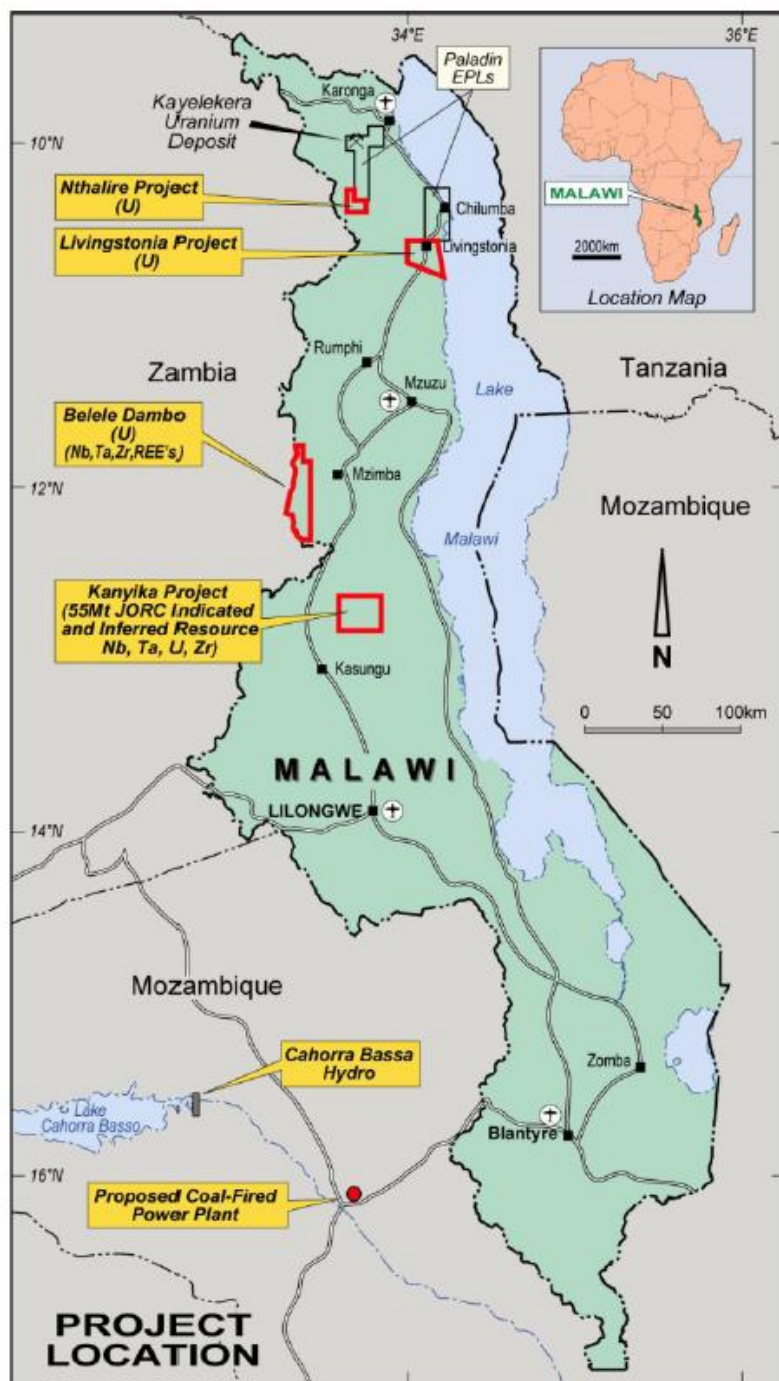 34°E
36°E
Paladin
EPLs
Karonga
Kayelekera
Uranium
Deposit
10°N
Nthalire Project
(U)
Chilumba
Livingstonia Project
(U)
Livingstonia
MALAWI
2000km
Location Map
Rumphi
Zambia
Mzuzu
Lake
Tanzania
Belele Dambo
(U)
(Nb,Ta,Zr,REE's,)
Mzimba
12°N
Mozambique
Malawi
Kanyika Project
(55Mt JORC Indicated
and Inferred Resource
Nb, Ta, U, Zr)
N
Kasungu
0 50 100km
MALAWI
LILONGWE
14°N
Mozambique
Cahorra Bassa
Hydro
Zomba
Lake
Cahorra Basso
Blantyre
16°N
Proposed Coal-Fired
Power Plant
PROJECT
LOCATION